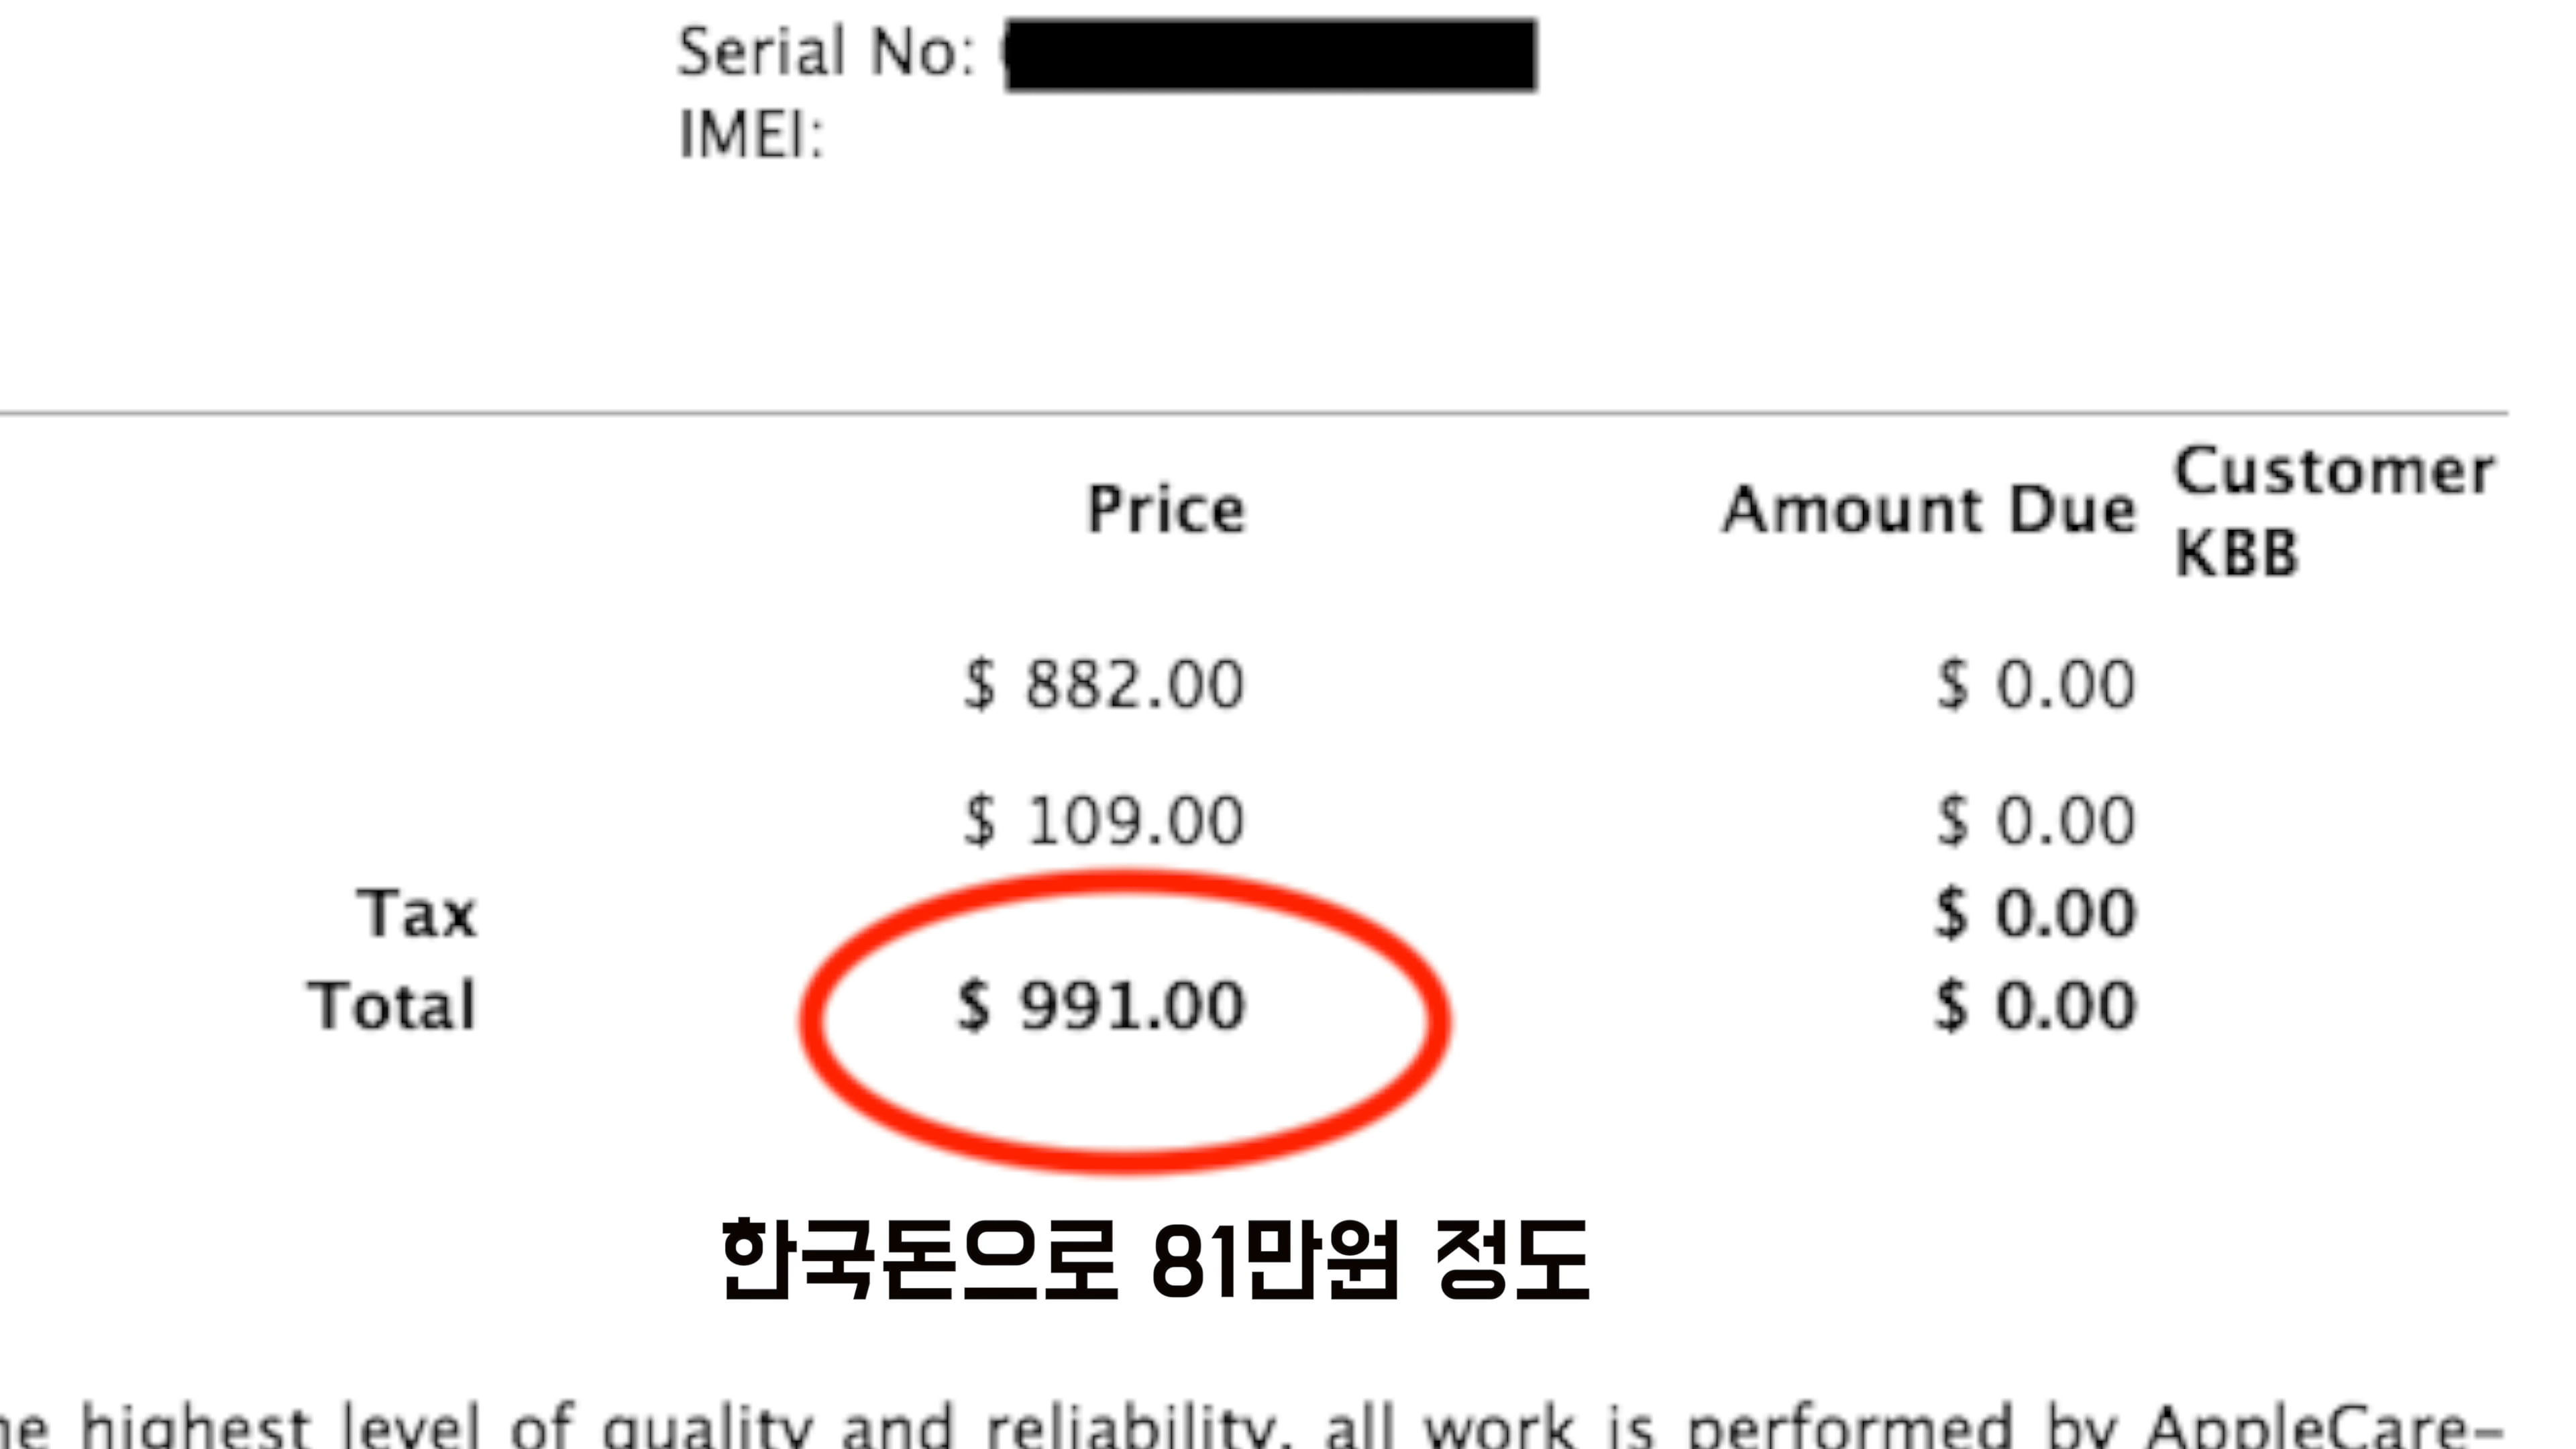 Serial No:
IMEI:
Price Amount Due Customer KBB
$ 882.00 $ 0.00
$ 109.00 $ 0.00
Tax $ 0.00
Total $ 991.00 $ 0.00
한국돈으로 81만원 정도
highest level of quality and reliability, all work is performed by AppleCare-